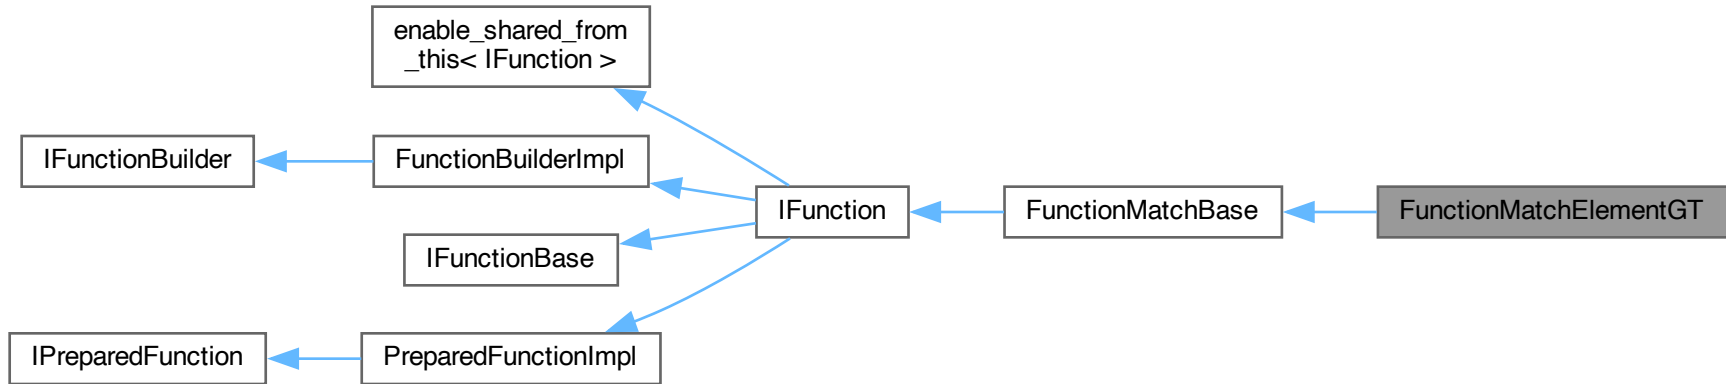 enable_shared_from
_this< IFunction >
IFunctionBuilder
FunctionBuilderImpl
IFunction
FunctionMatchBase
FunctionMatchElementGT
IFunctionBase
IPreparedFunction
PreparedFunctionImpl